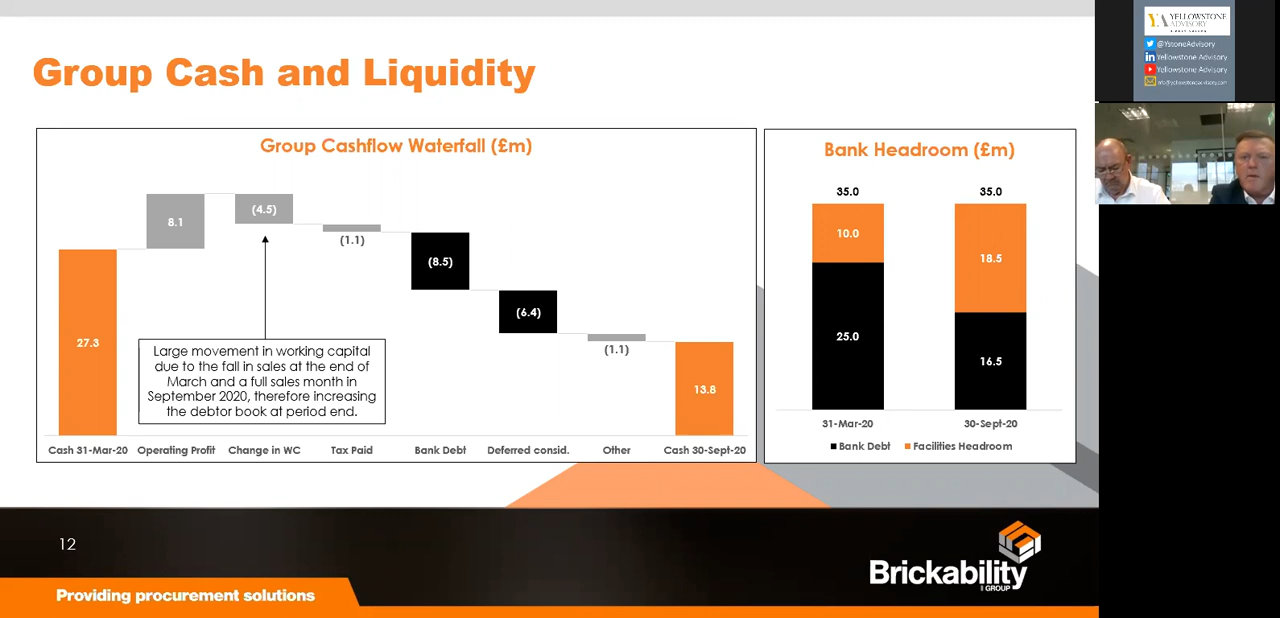 Group Cash and Liquidity
Group Cashflow Waterfall (£m)
8.1
(4.5)
(1.1)
(8.5)
(6.4)
(1.1)
27.3
13.8
Large movement in working capital
due to the fall in sales at the end of
March and a full sales month in
September 2020, therefore increasing
the debtor book at period end.
Cash 31-Mar-20 Operating Profit Change in WC Tax Paid Bank Debt Deferred consid. Other Cash 30-Sept-20
Bank Headroom (£m)
35.0 35.0
10.0
18.5
25.0
16.5
31-Mar-20 30-Sept-20
Bank Debt Facilities Headroom
12
Providing procurement solutions
Brickability
GROUP
YA YELLOWSTONE
ADVISORY
@YstoneAdvisory
Yellowstone Advisory
Yellowstone Advisory
info@yellowstoneadvisory.com